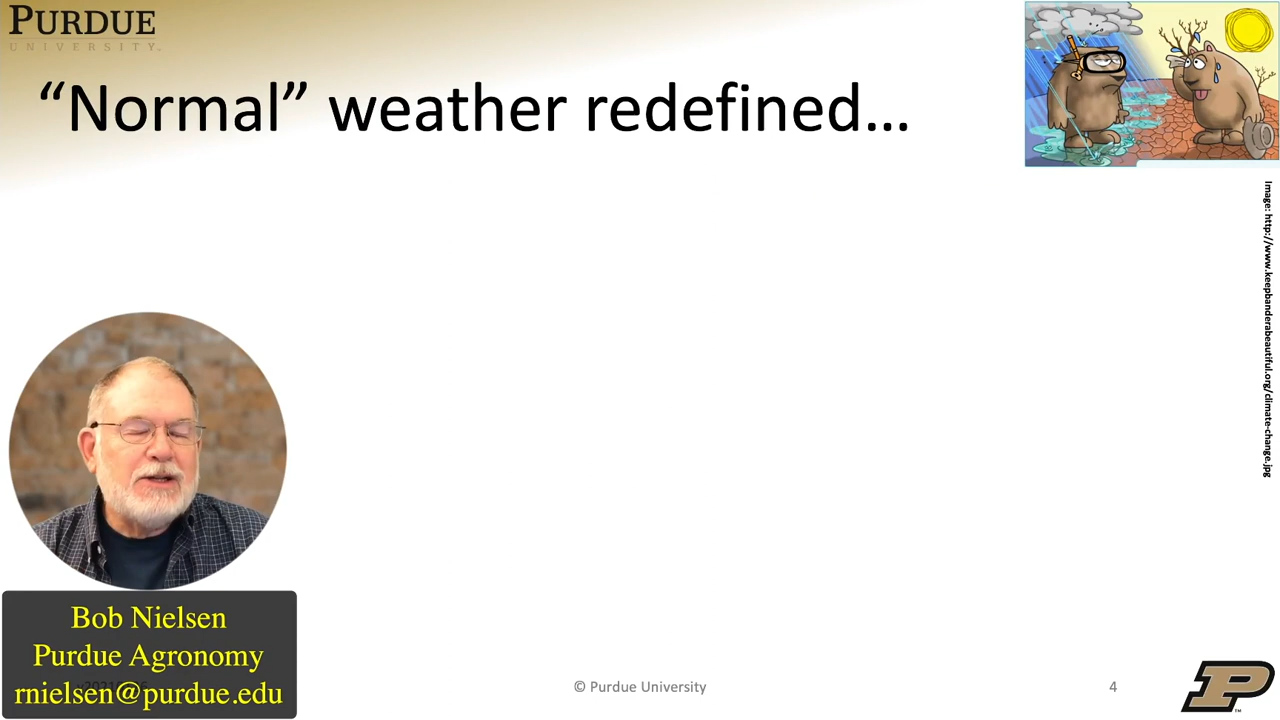 PURDUE
UNIVERSITY.
“Normal” weather redefined...
Image: http://www.keepbanderabeautiful.org/climate-change.jpg
Bob Nielsen
Purdue Agronomy
rnielsen@purdue.edu
© Purdue University
4
P